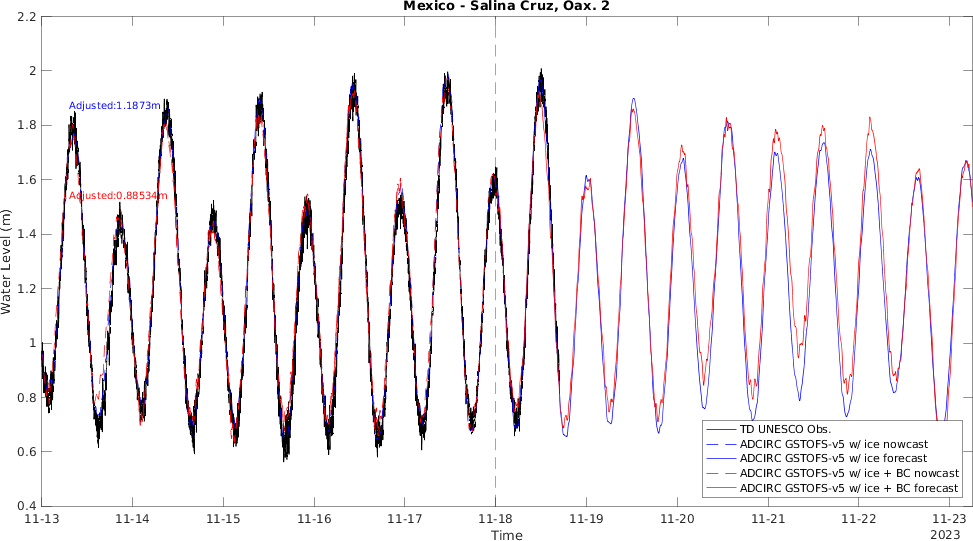 Mexico - Salina Cruz, Oax. 2
2.2
2
1.8
1.6
1.4
1.2
1
0.8
0.6
0.4
Water Level (m)
Adjusted:1.1873m
Adjusted:0.88534m
TD UNESCO Obs.
ADCIRC GSTOFS-v5 w/ ice nowcast
ADCIRC GSTOFS-v5 w/ ice forecast
ADCIRC GSTOFS-v5 w/ ice + BC nowcast
ADCIRC GSTOFS-v5 w/ ice + BC forecast
11-13 11-14 11-15 11-16 11-17 11-18 11-19 11-20 11-21 11-22 11-23
Time
2023